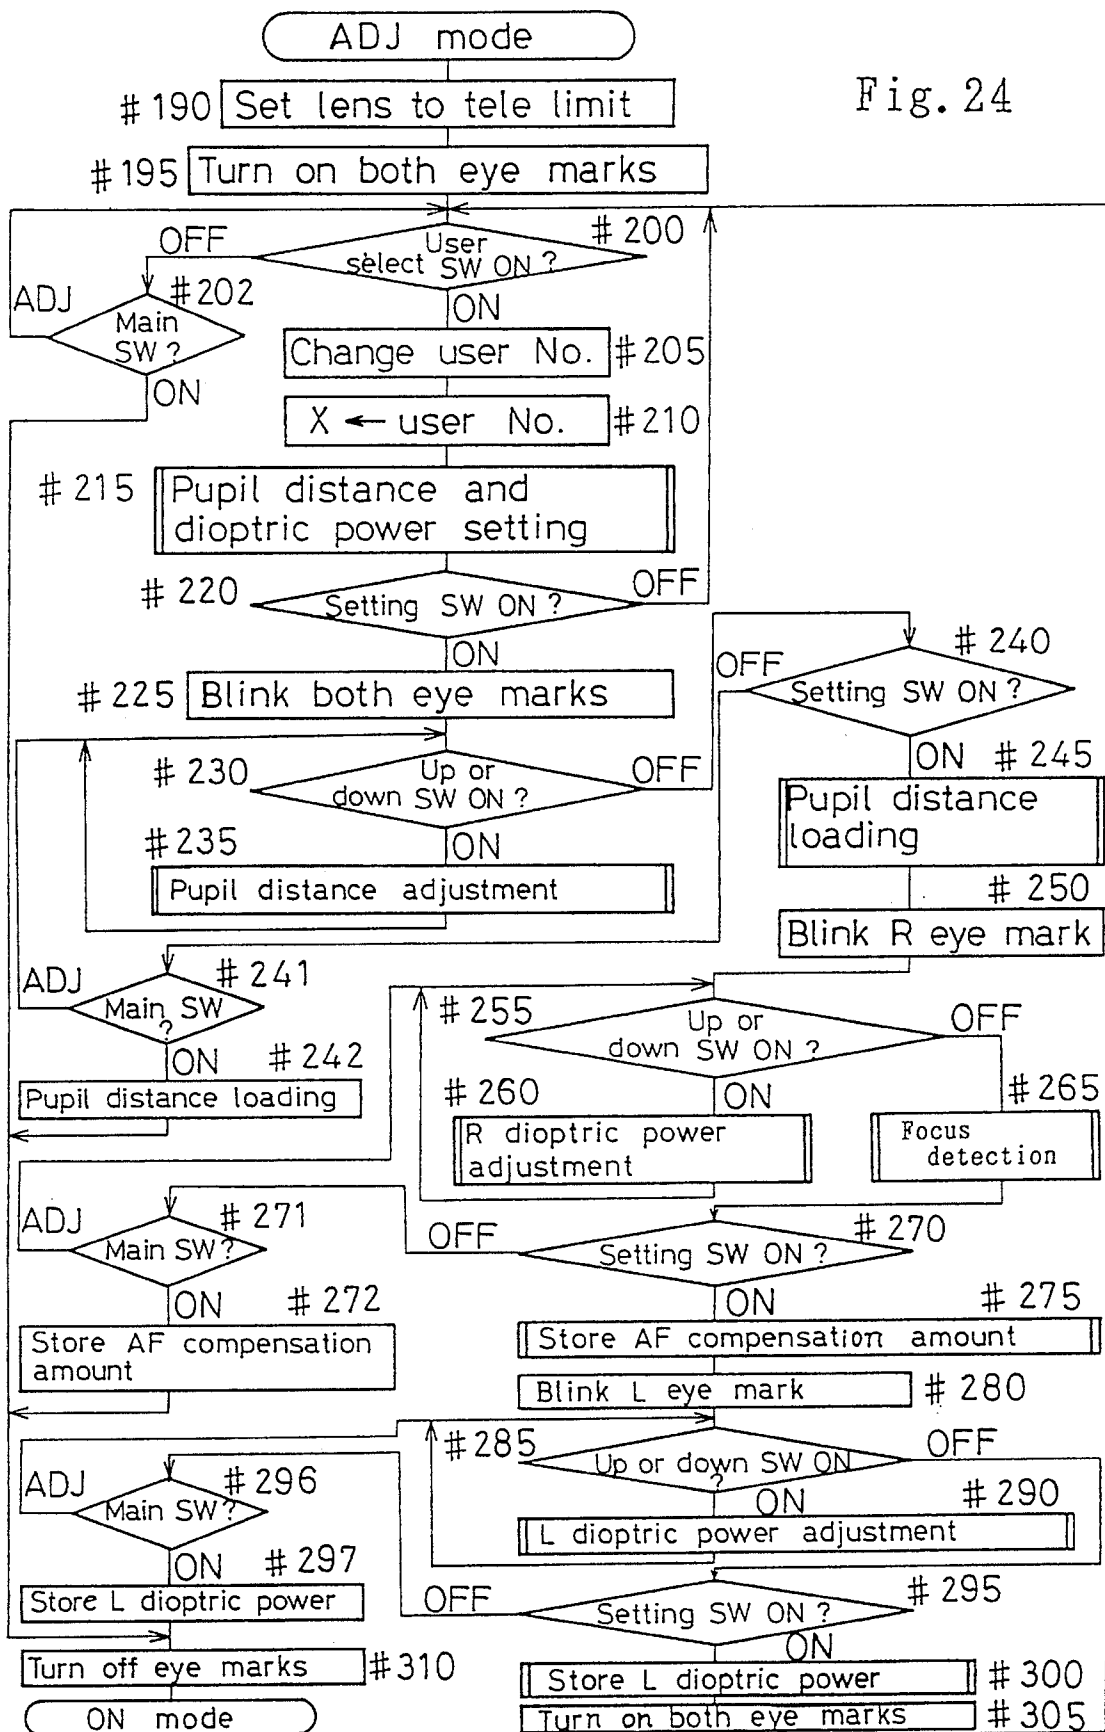 ADJ mode
Fig. 24
#190 Set lens to tele limit
#195 Turn on both eye marks
OFF
#200
User
select SW ON ?
ADJ
#202
Main
SW ?
ON
ON
Change user No. #205
X ← user No. #210
#215 Pupil distance and
dioptric power setting
#220
OFF
Setting SW ON ?
ON
#240
OFF
Setting SW ON ?
#225 Blink both eye marks
ON #245
#230
Up or
down SW ON ?
OFF
Pupil distance
loading
#235
ON
Pupil distance adjustment
#250
Blink R eye mark
ADJ
#241
Main SW
?
#255
Up or
down SW ON ?
OFF
ON #242
Pupil distance loading
#260
ON
#265
R dioptric power
adjustment
Focus
detection
ADJ
#271
Main SW ?
OFF
#270
Setting SW ON ?
ON #272
ON #275
Store AF compensation
amount
Store AF compensation amount
Blink L eye mark #280
#285
OFF
Up or down SW ON
?
ADJ
#296
Main SW ?
ON #290
L dioptric power adjustment
ON #297
Store L dioptric power
OFF
#295
Setting SW ON ?
ON
Turn off eye marks #310
Store L dioptric power #300
ON mode
Turn on both eye marks #305